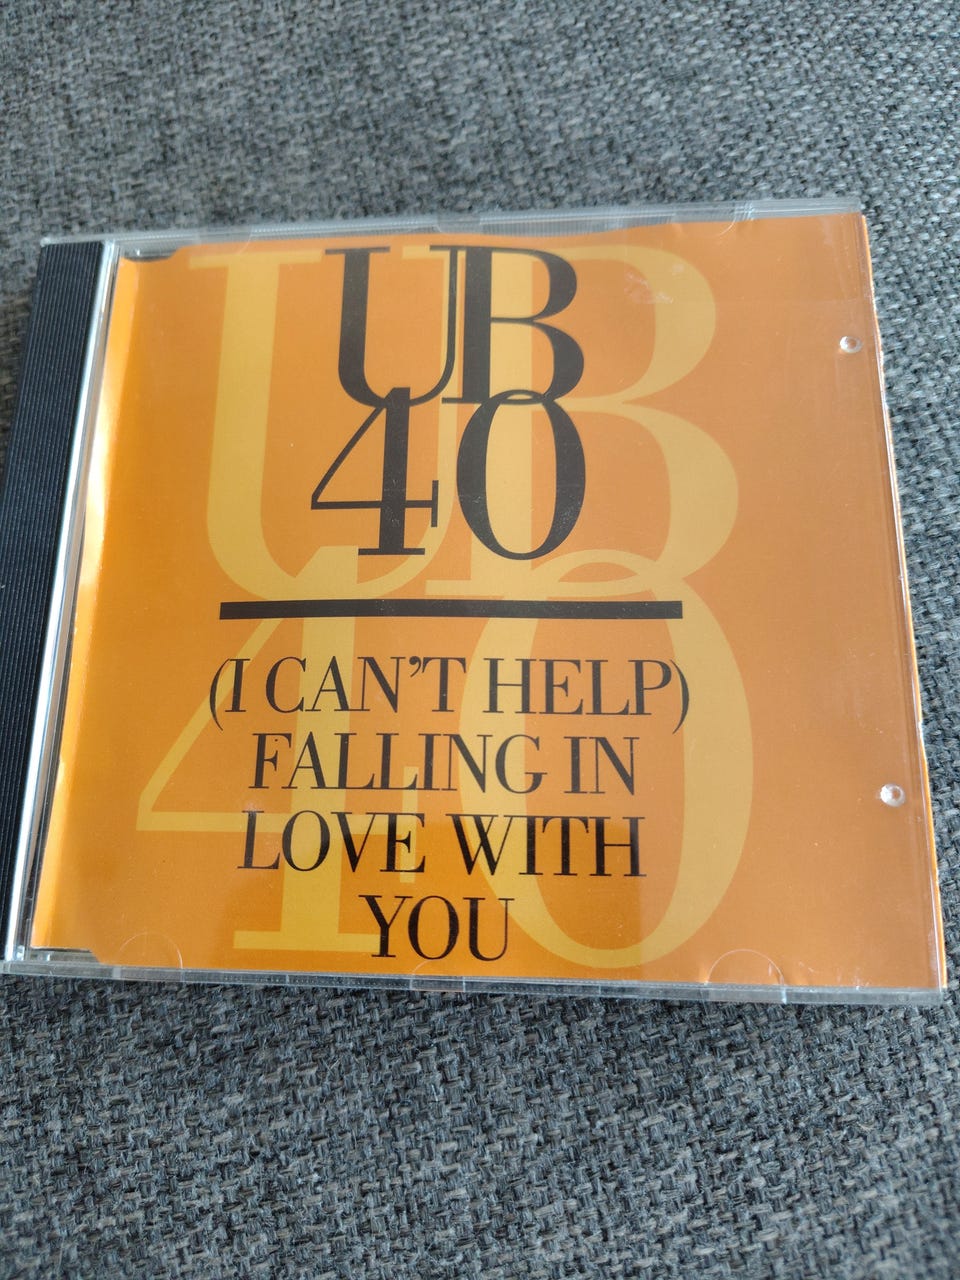 UB
40
(I CAN'T HELP)
FALLING IN
LOVE WITH
YOU